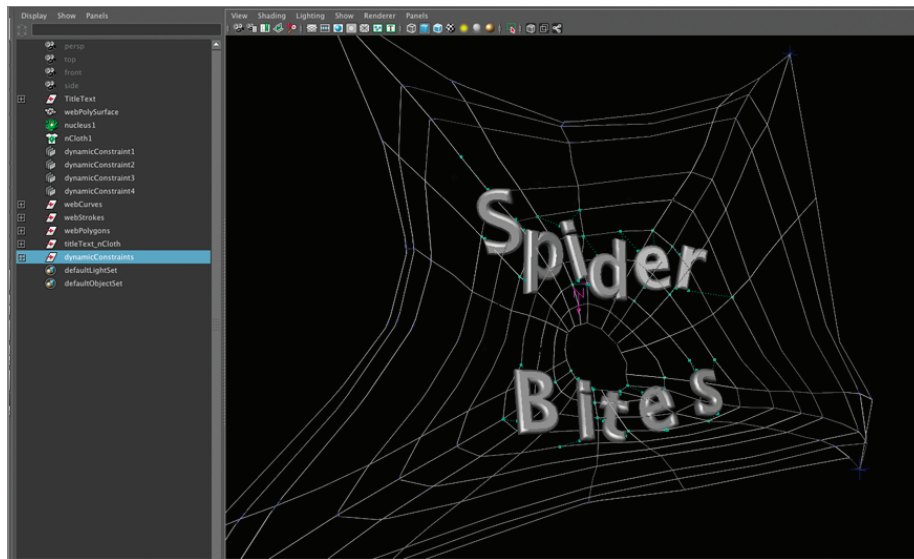 Display Show Panels
View Shading Lighting Show Renderer Panels
persp
top
front
side
TitleText
webPolySurface
nucleus1
nCloth1
dynamicConstraint1
dynamicConstraint2
dynamicConstraint3
dynamicConstraint4
webCurves
webStrokes
webPolygons
titleText_nCloth
dynamicConstraints
defaultLightSet
defaultObjectSet
Spider
Bites